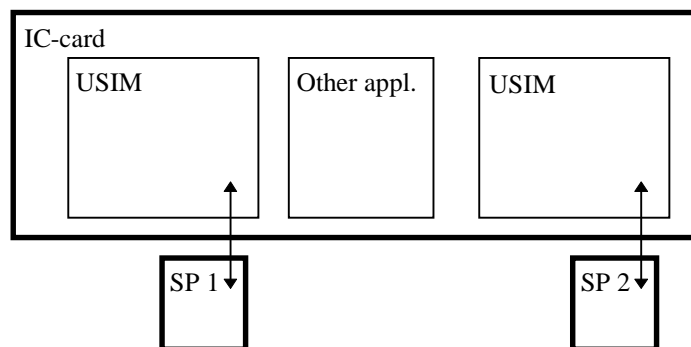 IC-card
USIM
Other appl.
USIM
SP 1
SP 2